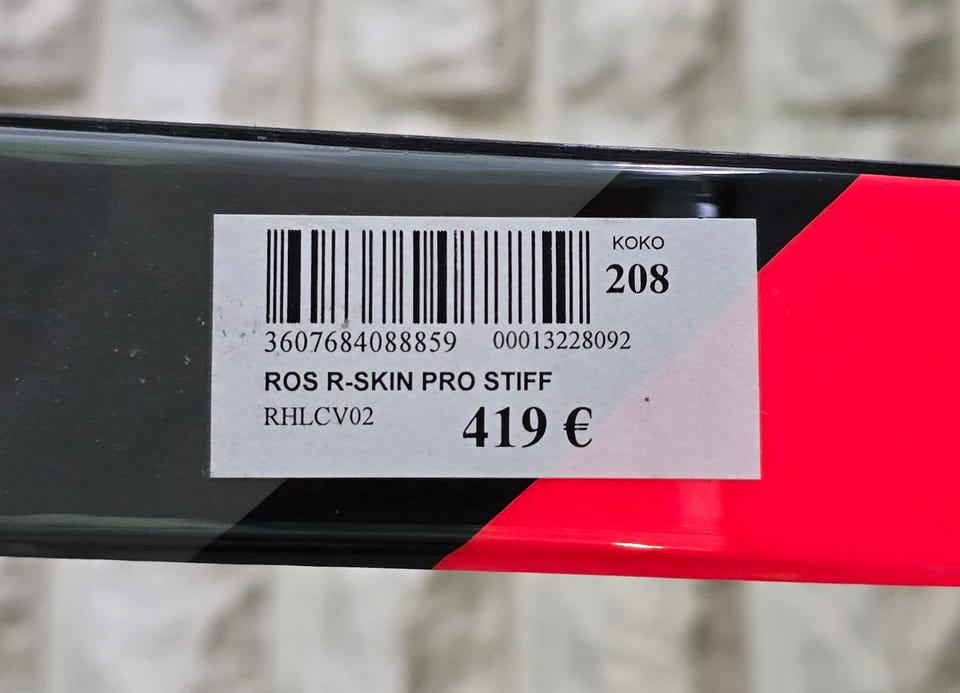 KOKO
208
3607684088859 00013228092
ROS R-SKIN PRO STIFF
RHLCV02 419 €